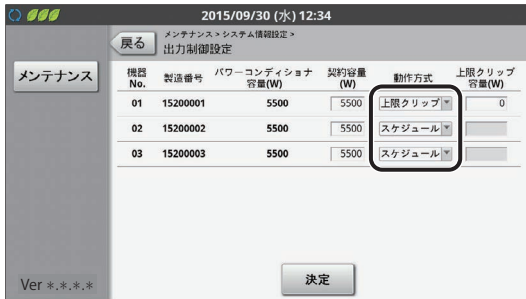 2015/09/30 (水) 12:34
戻る
メンテナンス > システム情報設定 >
出力制御設定
メンテナンス
機器No. 製造番号 パワーコンディショナ容量(W) 契約容量(W) 動作方式 上限クリップ容量(W)
01 15200001 5500 5500 上限クリップ 0
02 15200002 5500 5500 スケジュール
03 15200003 5500 5500 スケジュール
決定
Ver *.*.*.*